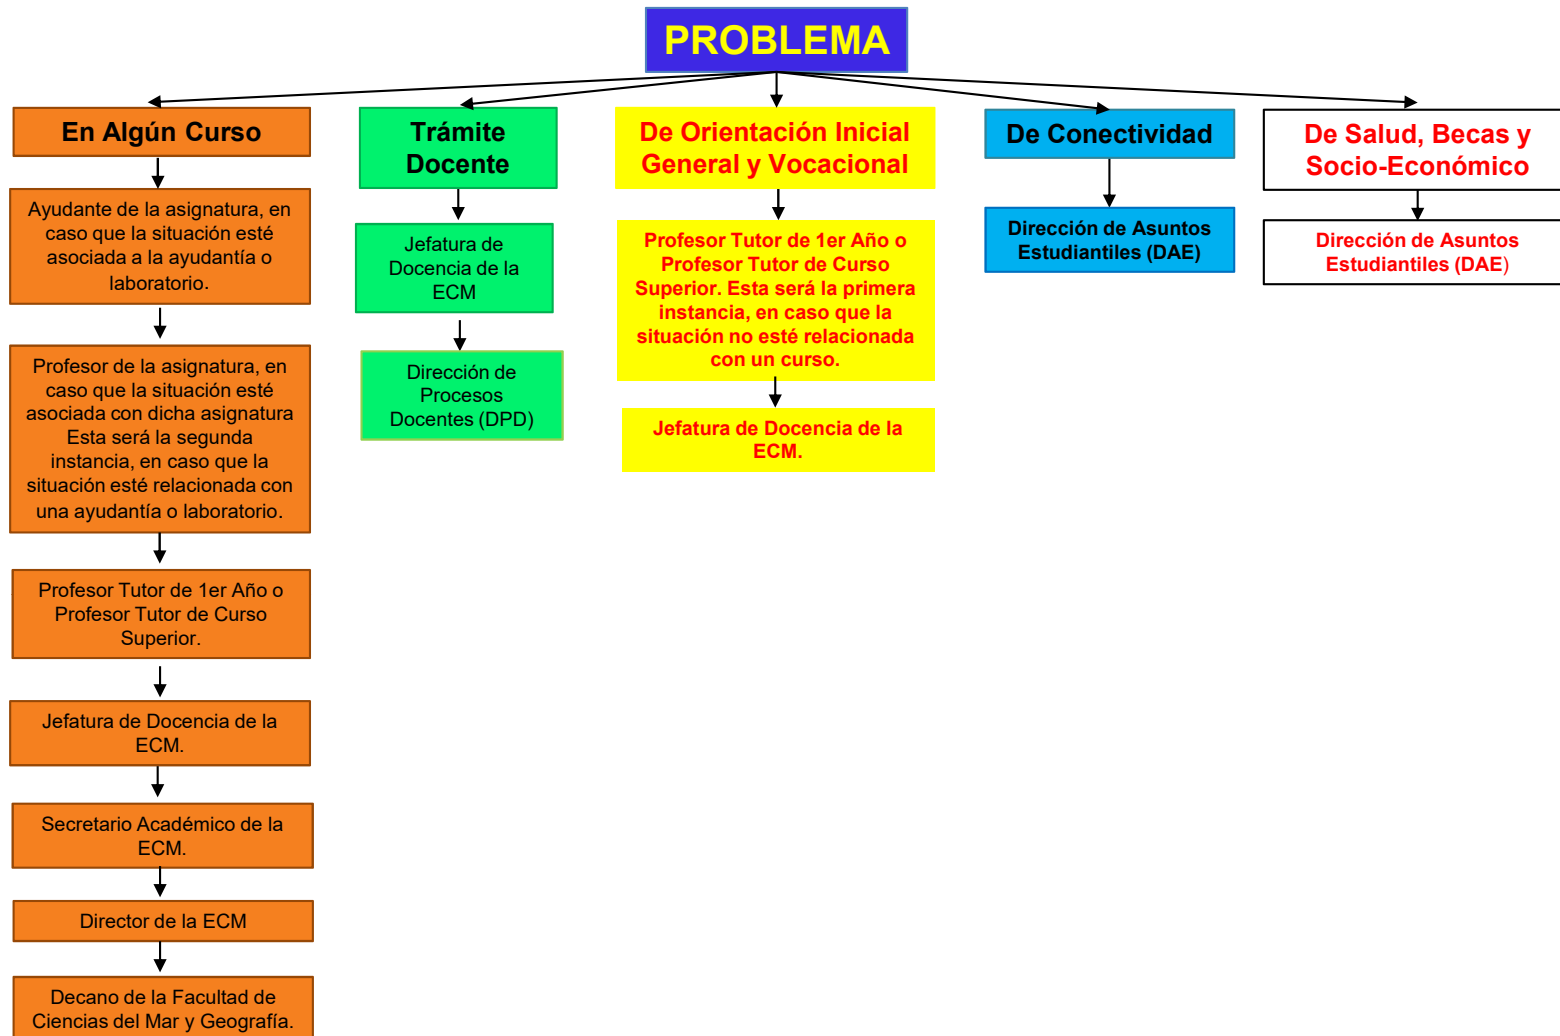 PROBLEMA
En Algún Curso
Ayudante de la asignatura, en
caso que la situación esté
asociada a la ayudantía o
laboratorio.
Profesor de la asignatura, en
caso que la situación esté
asociada con dicha asignatura
Esta será la segunda
instancia, en caso que la
situación esté relacionada con
una ayudantía o laboratorio.
Profesor Tutor de 1er Año o
Profesor Tutor de Curso
Superior.
Jefatura de Docencia de la
ECM.
Secretario Académico de la
ECM.
Director de la ECM
Decano de la Facultad de
Ciencias del Mar y Geografía.
Trámite
Docente
Jefatura de
Docencia de la
ECM
Dirección de
Procesos
Docentes (DPD)
De Orientación Inicial
General y Vocacional
Profesor Tutor de 1er Año o
Profesor Tutor de Curso
Superior. Esta será la primera
instancia, en caso que la
situación no esté relacionada
con un curso.
Jefatura de Docencia de la
ECM.
De Conectividad
Dirección de Asuntos
Estudiantiles (DAE)
De Salud, Becas y
Socio-Económico
Dirección de Asuntos
Estudiantiles (DAE)